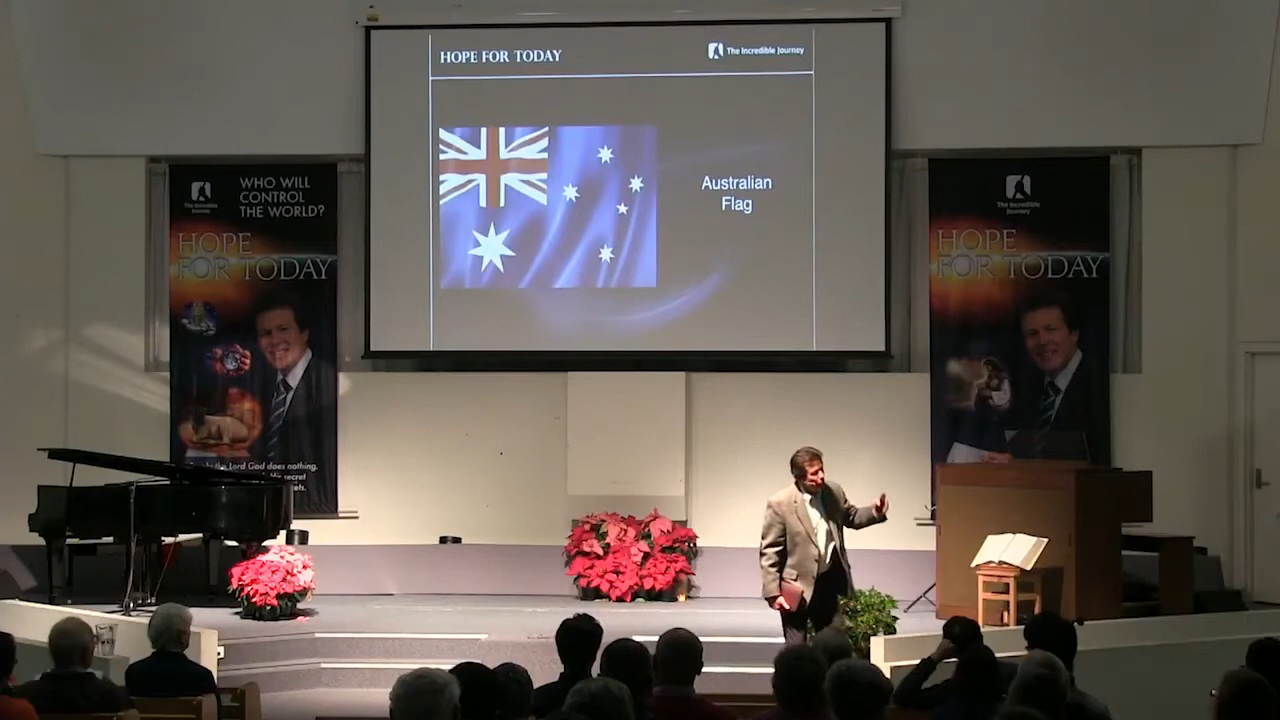 HOPE FOR TODAY
The Incredible Journey
Australian
Flag
WHO WILL
CONTROL
THE WORLD?
The Incredible
Journey
HOPE
FOR TODAY
Lord God does nothing,
secret
The Incredible
Journey
HOPE
FOR TODAY